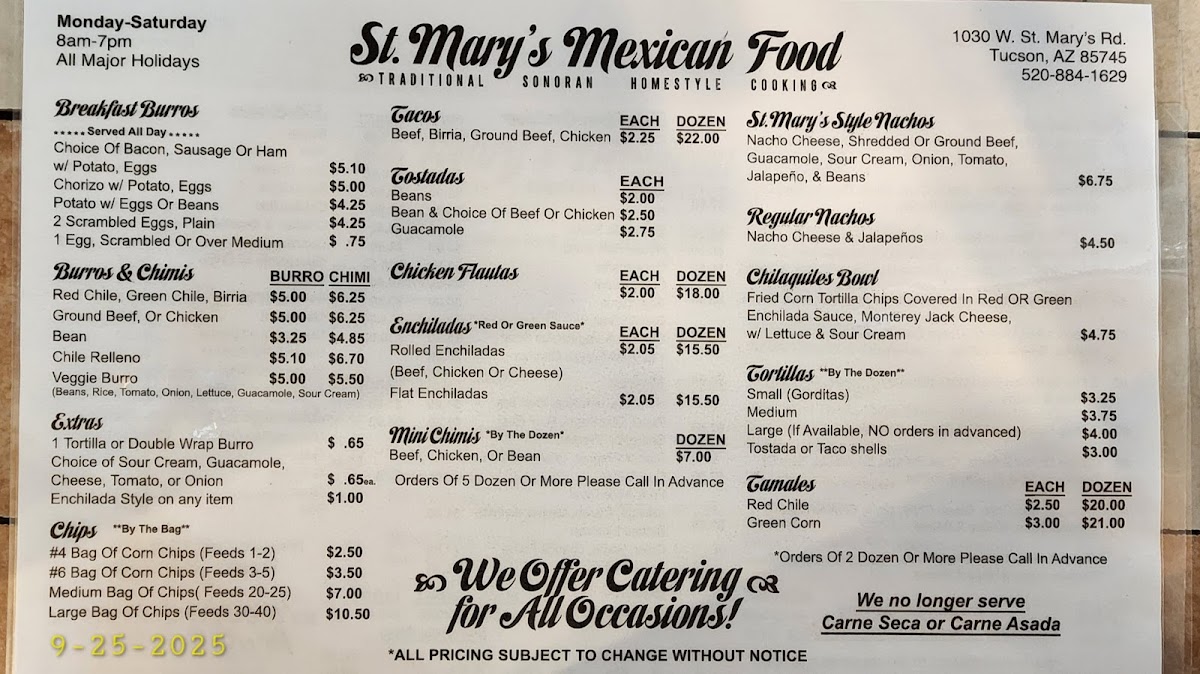 Monday-Saturday
8am-7pm
All Major Holidays
St. Mary's Mexican Food
TRADITIONAL SONORAN HOMESTYLE COOKING
1030 W. St. Mary's Rd.
Tucson, AZ 85745
520-884-1629
Breakfast Burros
.....Served All Day.....
Choice Of Bacon, Sausage Or Ham
w/ Potato, Eggs $5.10
Chorizo w/ Potato, Eggs $5.00
Potato w/ Eggs Or Beans $4.25
2 Scrambled Eggs, Plain $4.25
1 Egg, Scrambled Or Over Medium $ .75
Burros & Chimis BURRO CHIMI
Red Chile, Green Chile, Birria $5.00 $6.25
Ground Beef, Or Chicken $5.00 $6.25
Bean $3.25 $4.85
Chile Relleno $5.10 $6.70
Veggie Burro $5.00 $5.50
(Beans, Rice, Tomato, Onion, Lettuce, Guacamole, Sour Cream)
Extras
1 Tortilla or Double Wrap Burro $ .65
Choice of Sour Cream, Guacamole,
Cheese, Tomato, or Onion $ .65ea.
Enchilada Style on any item $1.00
Chips **By The Bag**
#4 Bag Of Corn Chips (Feeds 1-2) $2.50
#6 Bag Of Corn Chips (Feeds 3-5) $3.50
Medium Bag Of Chips( Feeds 20-25) $7.00
Large Bag Of Chips (Feeds 30-40) $10.50
9-25-2025
Tacos EACH DOZEN
Beef, Birria, Ground Beef, Chicken $2.25 $22.00
Tostadas EACH
Beans $2.00
Bean & Choice Of Beef Or Chicken $2.50
Guacamole $2.75
Chicken Flautas EACH DOZEN
$2.00 $18.00
Enchiladas *Red Or Green Sauce* EACH DOZEN
Rolled Enchiladas $2.05 $15.50
(Beef, Chicken Or Cheese)
Flat Enchiladas $2.05 $15.50
Mini Chimis *By The Dozen* DOZEN
Beef, Chicken, Or Bean $7.00
Orders Of 5 Dozen Or More Please Call In Advance
We Offer Catering
for All Occasions!
*ALL PRICING SUBJECT TO CHANGE WITHOUT NOTICE
St. Mary's Style Nachos
Nacho Cheese, Shredded Or Ground Beef,
Guacamole, Sour Cream, Onion, Tomato,
Jalapeño, & Beans $6.75
Regular Nachos
Nacho Cheese & Jalapeños $4.50
Chilaquiles Bowl
Fried Corn Tortilla Chips Covered In Red OR Green
Enchilada Sauce, Monterey Jack Cheese,
w/ Lettuce & Sour Cream $4.75
Tortillas **By The Dozen**
Small (Gorditas) $3.25
Medium $3.75
Large (If Available, NO orders in advanced) $4.00
Tostada or Taco shells $3.00
Tamales EACH DOZEN
Red Chile $2.50 $20.00
Green Corn $3.00 $21.00
*Orders Of 2 Dozen Or More Please Call In Advance
We no longer serve
Carne Seca or Carne Asada